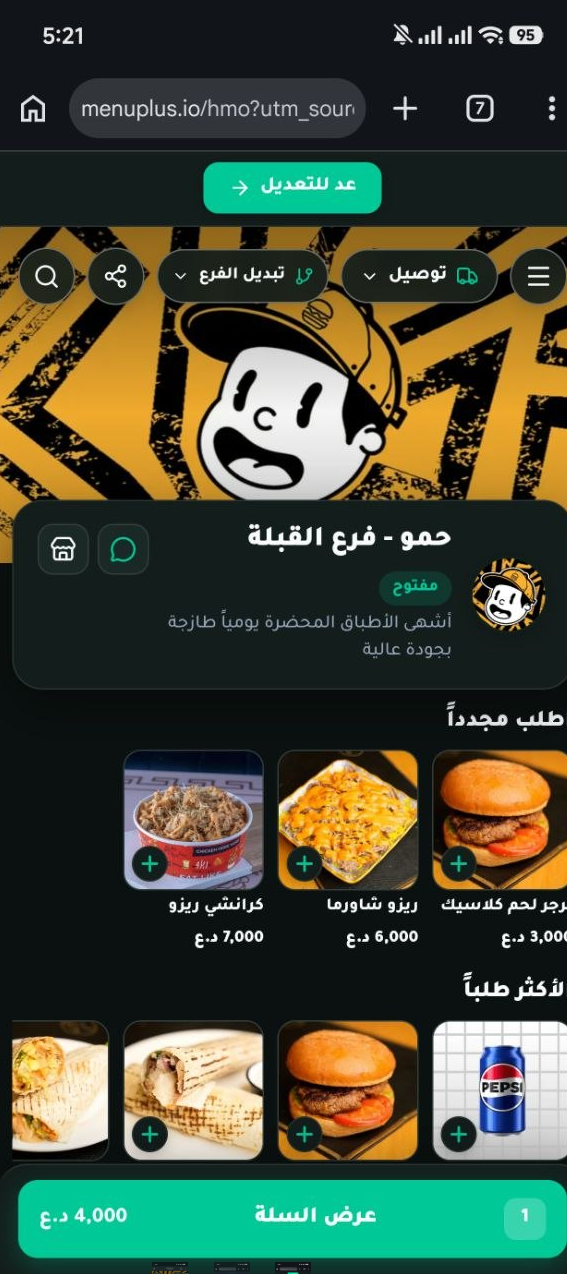 5:21
95
menuplus.io/hmo?utm_sour
7
عد للتعديل
توصيل
تبديل الفرع
حمو - فرع القبلة
مفتوح
أشهى الأطباق المحضرة يومياً طازجة
بجودة عالية
طلب مجدداً
رجر لحم كلاسيك
ريزو شاورما
كرانشي ريزو
3,000 د.ع
6,000 د.ع
7,000 د.ع
لأكثر طلباً
PEPSI
1
عرض السلة
4,000 د.ع